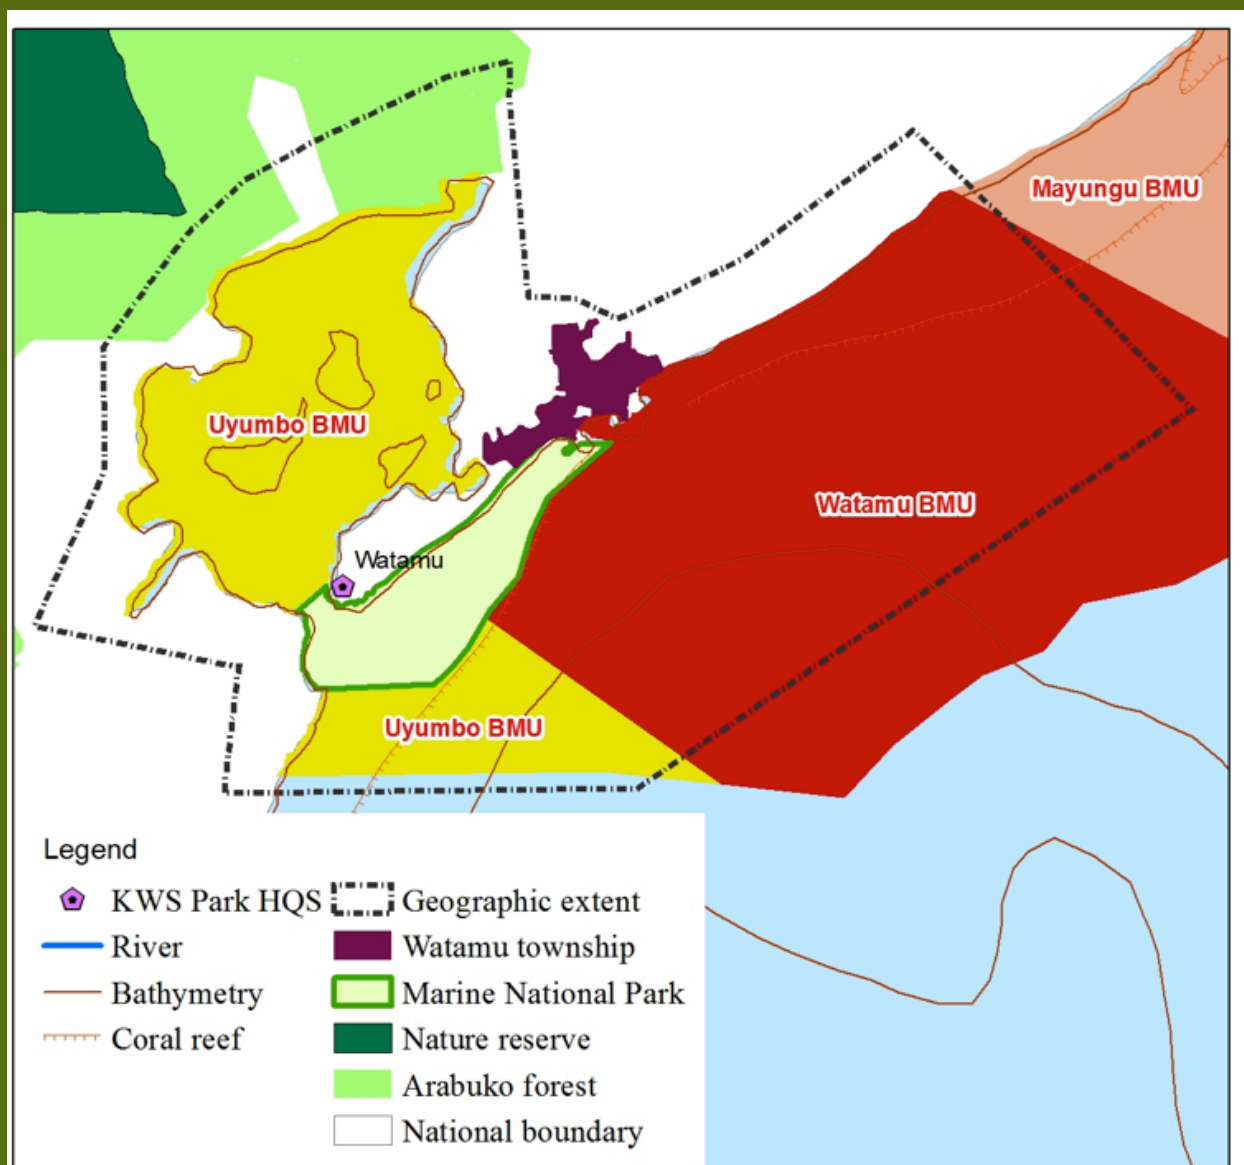 Mayungu BMU
Uyumbo BMU
Watamu BMU
Watamu
Uyumbo BMU
Legend
KWS Park HQS
River
Bathymetry
Coral reef
Geographic extent
Watamu township
Marine National Park
Nature reserve
Arabuko forest
National boundary